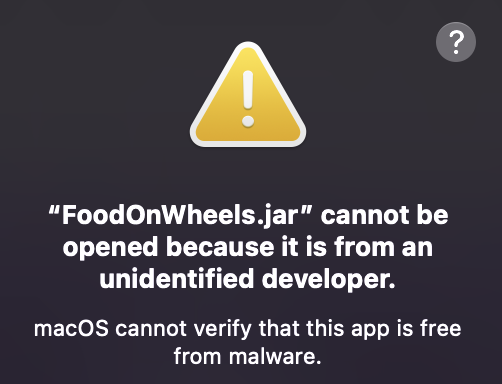 ?
“FoodOnWheels.jar” cannot be
opened because it is from an
unidentified developer.
macOS cannot verify that this app is free
from malware.